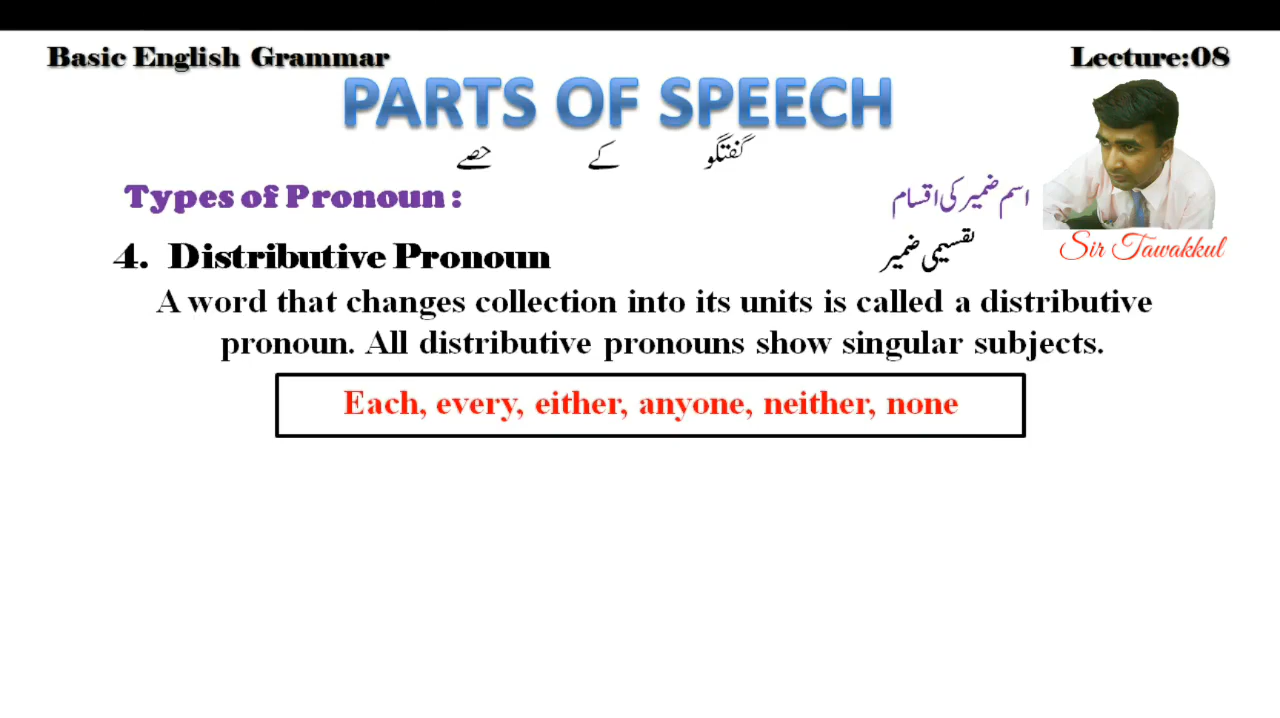 Basic English Grammar
Lecture:08
PARTS OF SPEECH
گفتگو کے حصے
Types of Pronoun :
اسم ضمیر کی اقسام
Sir Tawakkul
4. Distributive Pronoun
تقسیمی ضمیر
A word that changes collection into its units is called a distributive
pronoun. All distributive pronouns show singular subjects.
Each, every, either, anyone, neither, none